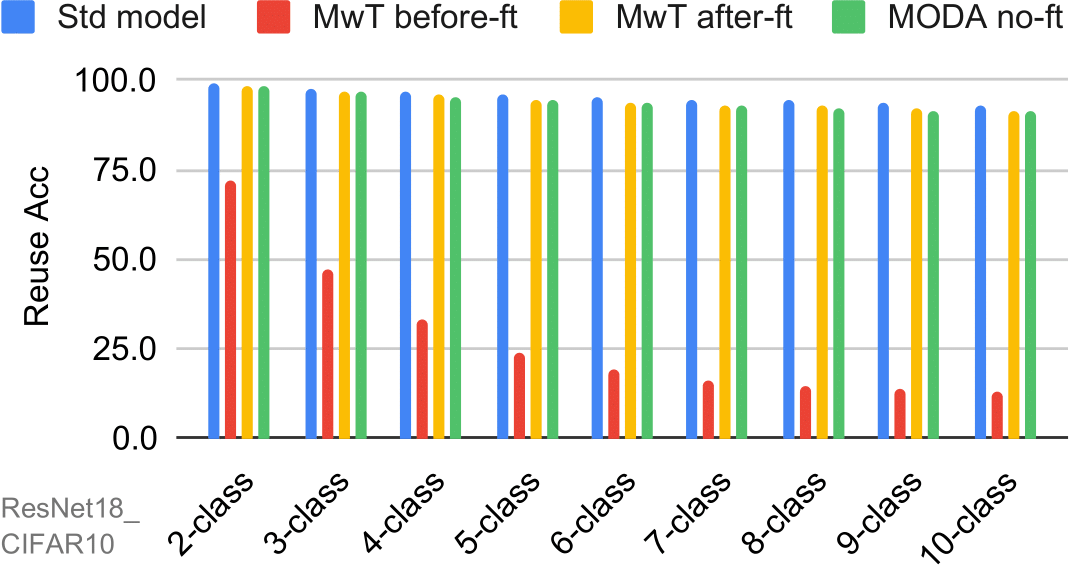 Std model MwT before-ft MwT after-ft MODA no-ft
100.0
75.0
50.0
25.0
0.0
Reuse Acc
2-class 3-class 4-class 5-class 6-class 7-class 8-class 9-class 10-class
ResNet18_
CIFAR10